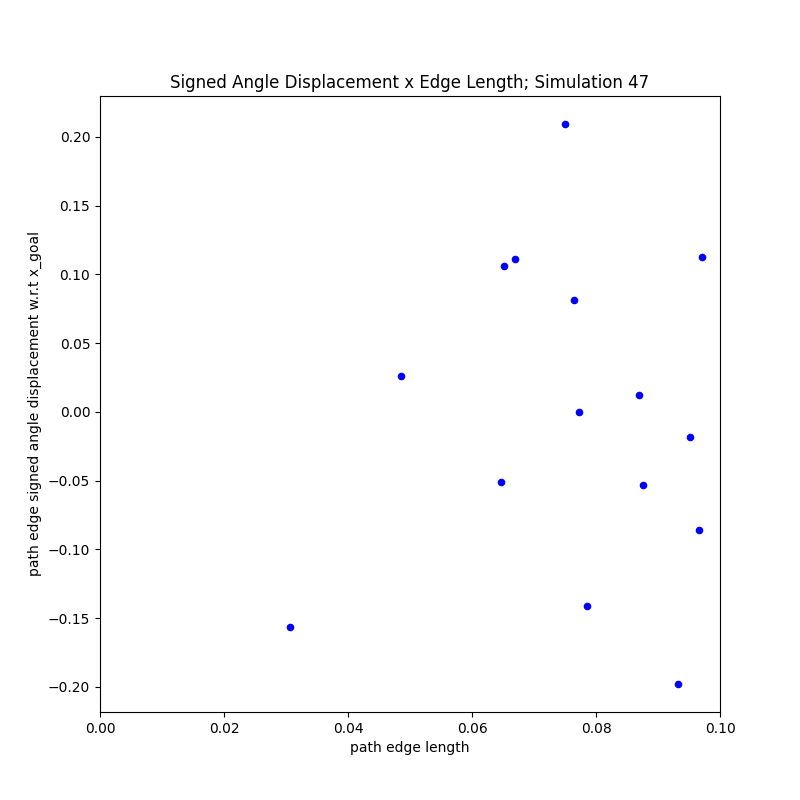 Signed Angle Displacement x Edge Length; Simulation 47
0.20
0.15
0.10
0.05
0.00
−0.05
−0.10
−0.15
−0.20
path edge signed angle displacement w.r.t x_goal
0.00 0.02 0.04 0.06 0.08 0.10
path edge length